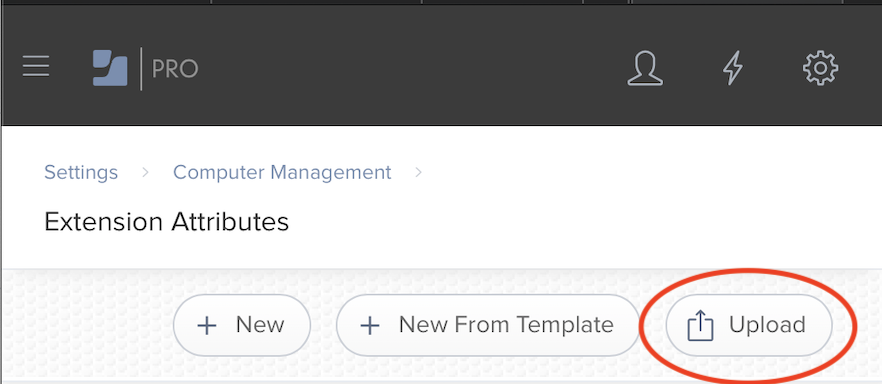 PRO
Settings > Computer Management >
Extension Attributes
+ New + New From Template Upload